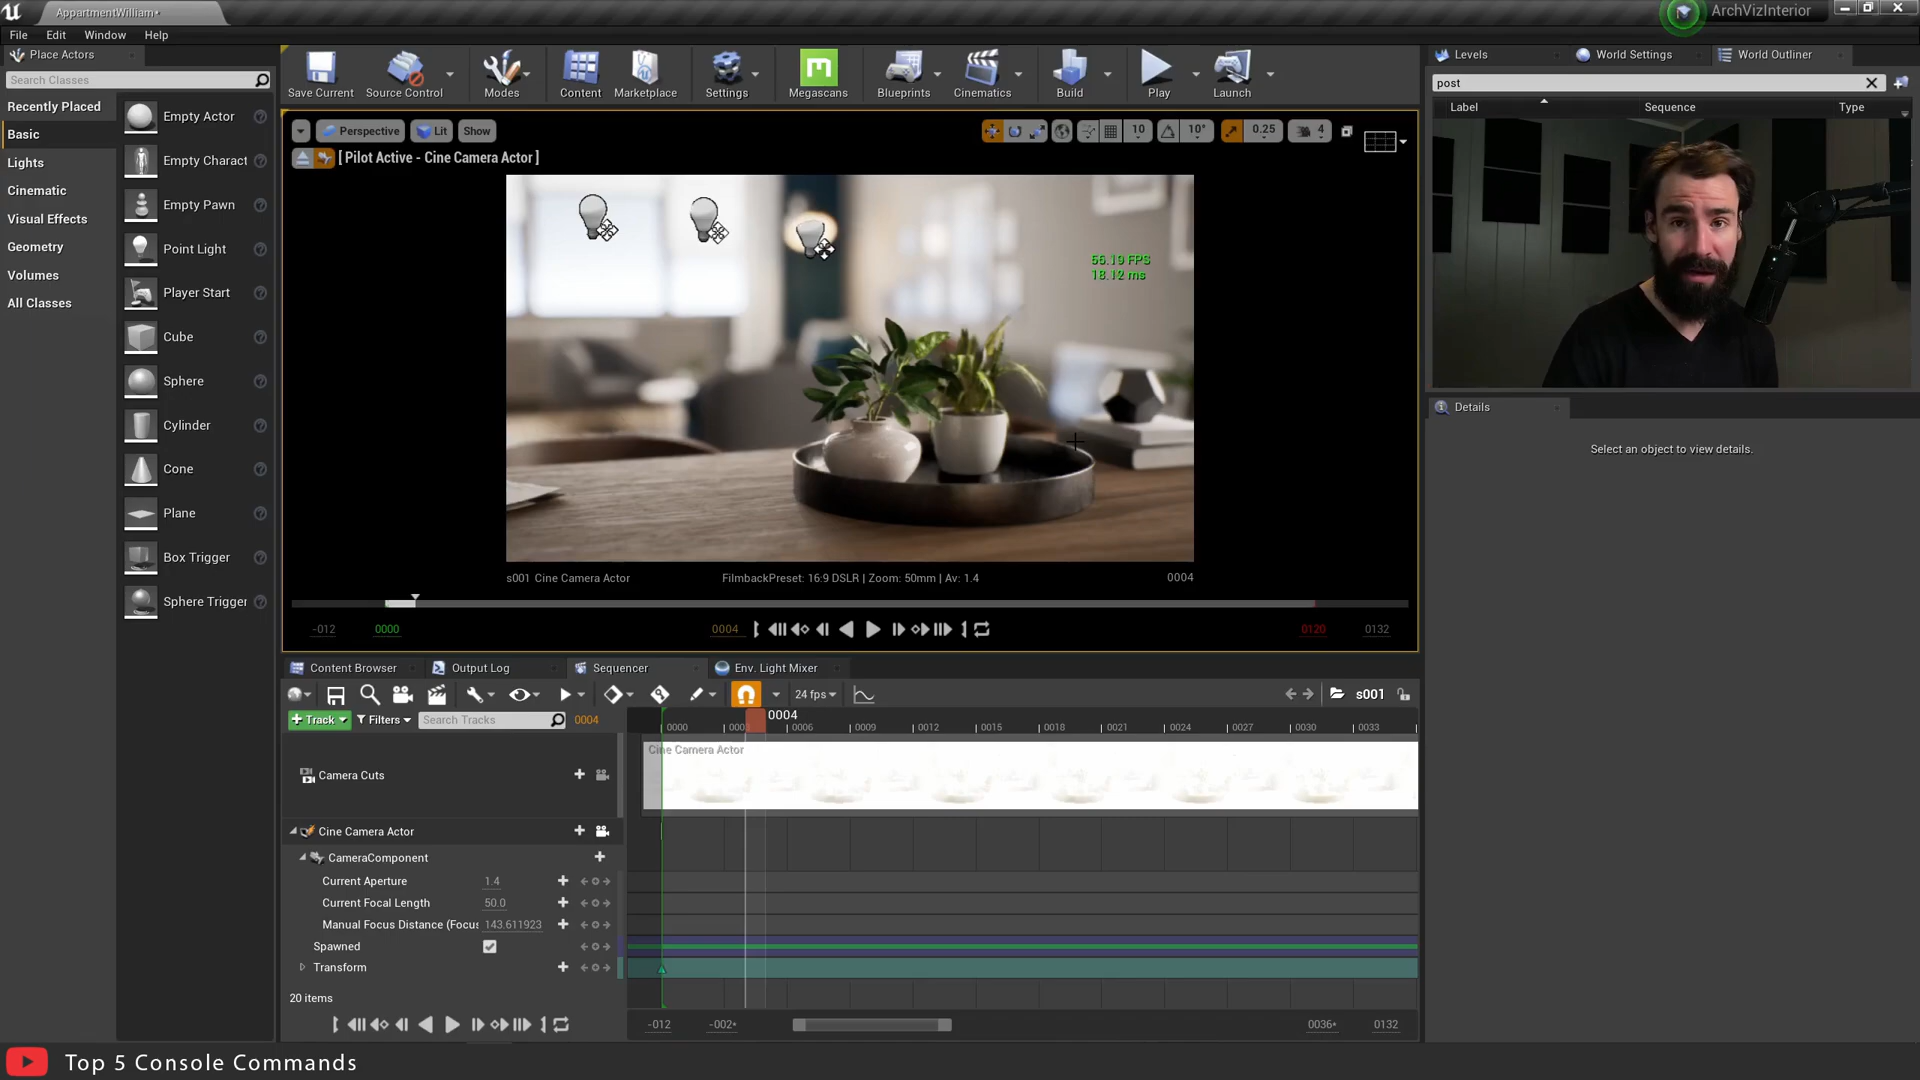 AppartmentWilliam•
ArchVizInterior
File Edit Window Help
Place Actors
Search Classes
Recently Placed
Basic
Lights
Cinematic
Visual Effects
Geometry
Volumes
All Classes
Empty Actor
Empty Charact
Empty Pawn
Point Light
Player Start
Cube
Sphere
Cylinder
Cone
Plane
Box Trigger
Sphere Trigger
Save Current Source Control Modes Content Marketplace Settings Megascans Blueprints Cinematics Build Play Launch
Perspective Lit Show
10 10° 0.25 4
[ Pilot Active - Cine Camera Actor ]
56.19 FPS
18.12 ms
s001 Cine Camera Actor FilmbackPreset: 16:9 DSLR | Zoom: 50mm | Av: 1.4 0004
-012 0000 0004 0120 0132
Content Browser Output Log Sequencer Env. Light Mixer
24 fps s001
+ Track Filters Search Tracks 0004
0004
0000 0006 0009 0012 0015 0018 0021 0024 0027 0030 0033
Cine Camera Actor
Camera Cuts
Cine Camera Actor
CameraComponent
Current Aperture 1.4
Current Focal Length 50.0
Manual Focus Distance (Focus 143.611923
Spawned
Transform
20 items
-012 -002* 0036* 0132
Levels World Settings World Outliner
post
Label Sequence Type
Details
Select an object to view details.
Top 5 Console Commands